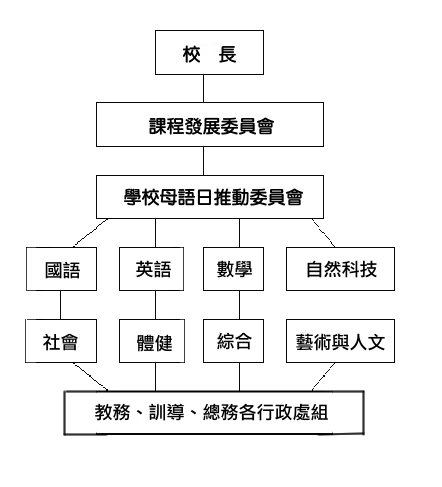 校　長
課程發展委員會
學校母語日推動委員會
國語
英語
數學
自然科技
社會
體健
綜合
藝術與人文
教務、訓導、總務各行政處組